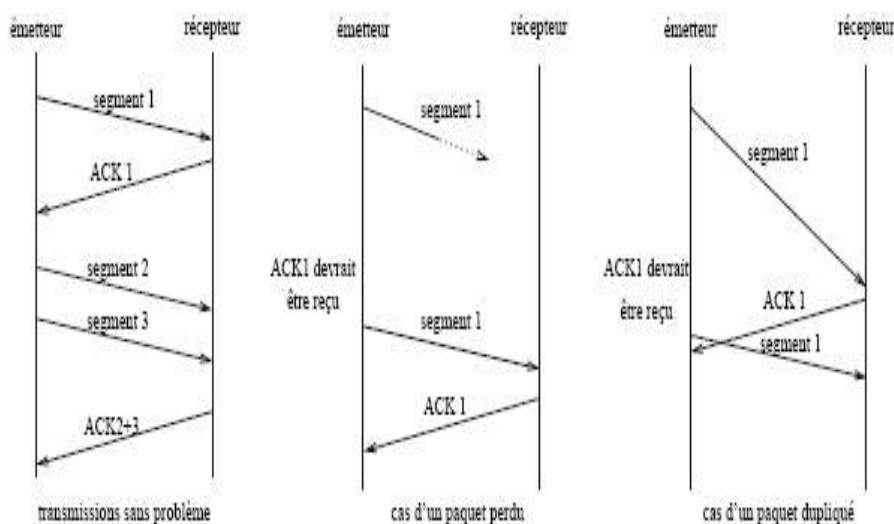 émetteur
récepteur
segment 1
ACK 1
segment 2
segment 3
ACK2+3
transmissions sans problème
émetteur
récepteur
segment 1
ACK1 devrait
être reçu
segment 1
ACK 1
cas d'un paquet perdu
émetteur
récepteur
segment 1
ACK1 devrait
être reçu
ACK 1
segment 1
cas d'un paquet dupliqué